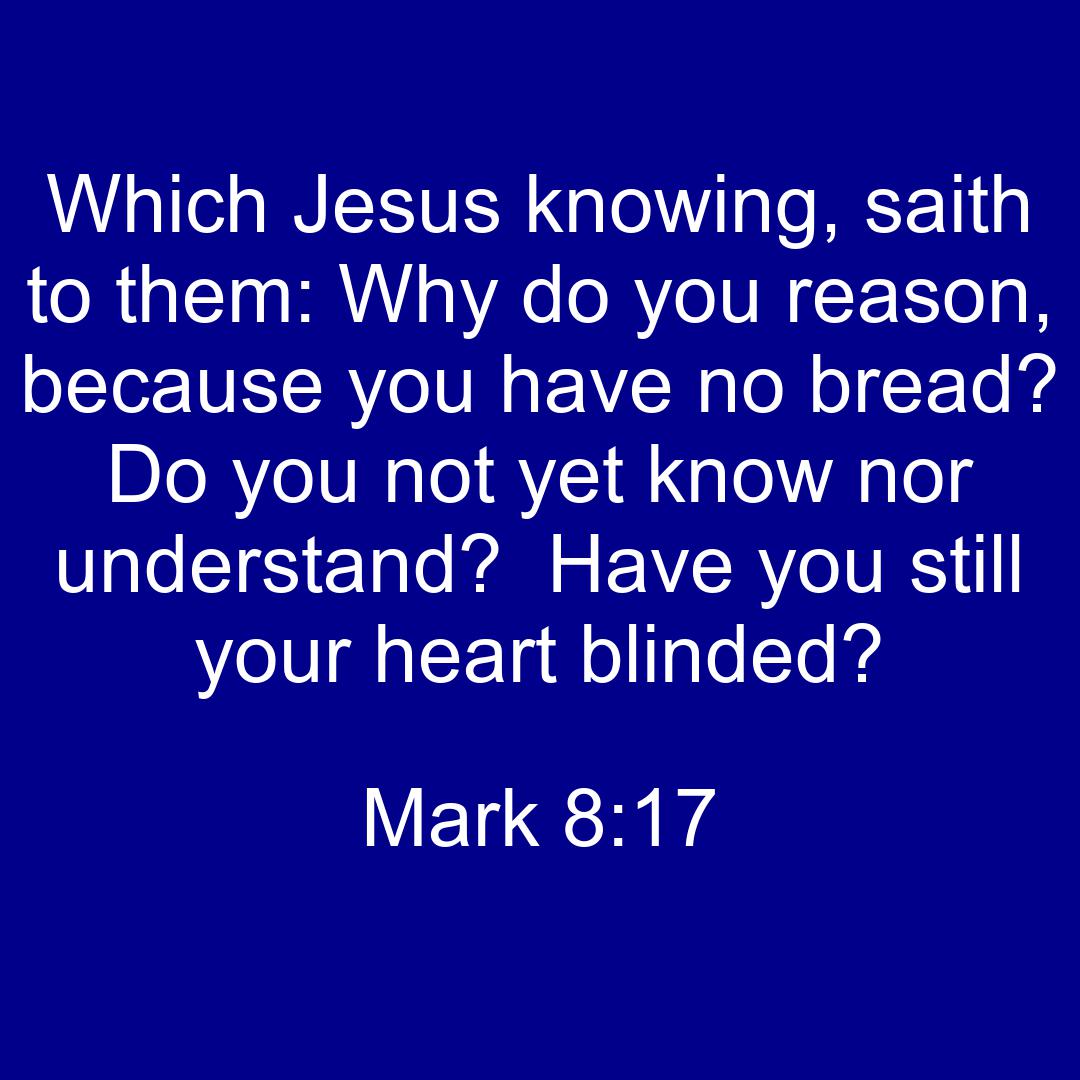 Which Jesus knowing, saith
to them: Why do you reason,
because you have no bread?
Do you not yet know nor
understand?  Have you still
your heart blinded?
Mark 8:17